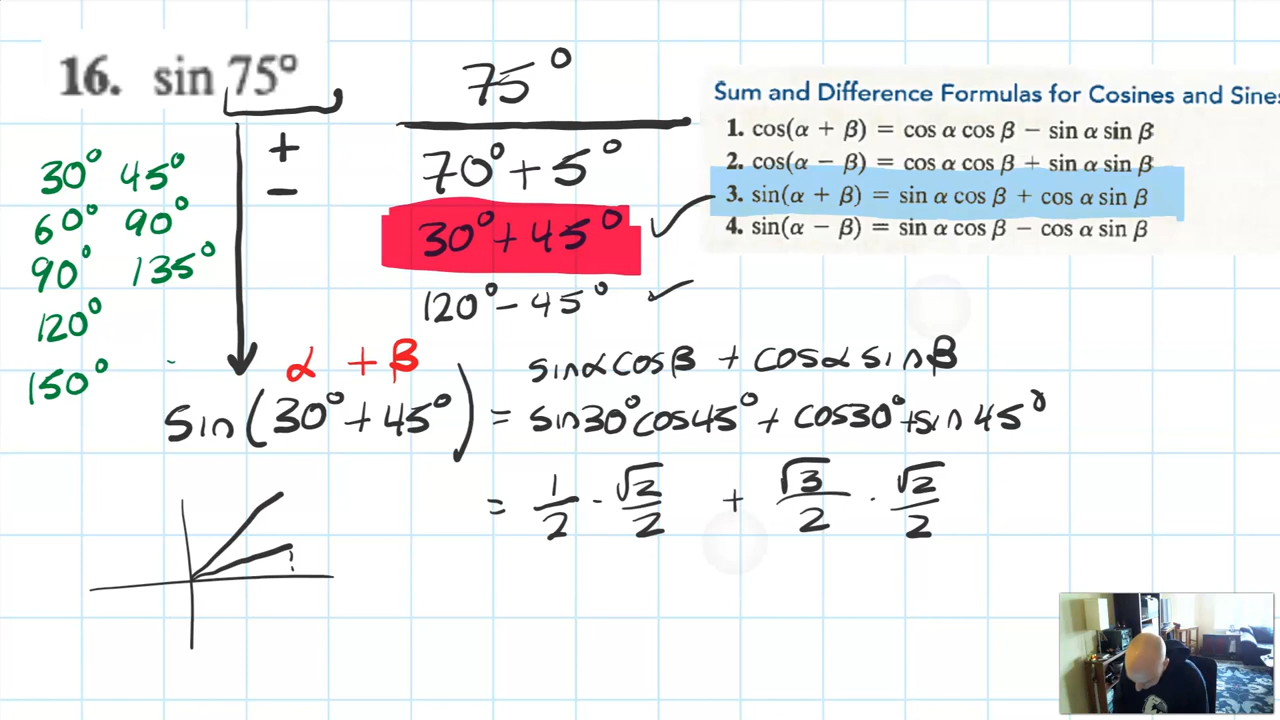 16. sin 75°
+
−
30° 45°
60° 90°
90° 135°
120°
150°
75°
70° + 5°
30° + 45°
120° − 45°
Sum and Difference Formulas for Cosines and Sines
1. cos(α + β) = cos α cos β − sin α sin β
2. cos(α − β) = cos α cos β + sin α sin β
3. sin(α + β) = sin α cos β + cos α sin β
4. sin(α − β) = sin α cos β − cos α sin β
α + β
sinα cosβ + cosα sinβ
sin(30° + 45°) = sin30° cos45° + cos30° + sin 45°
= 1/2 · √2/2 + √3/2 · √2/2